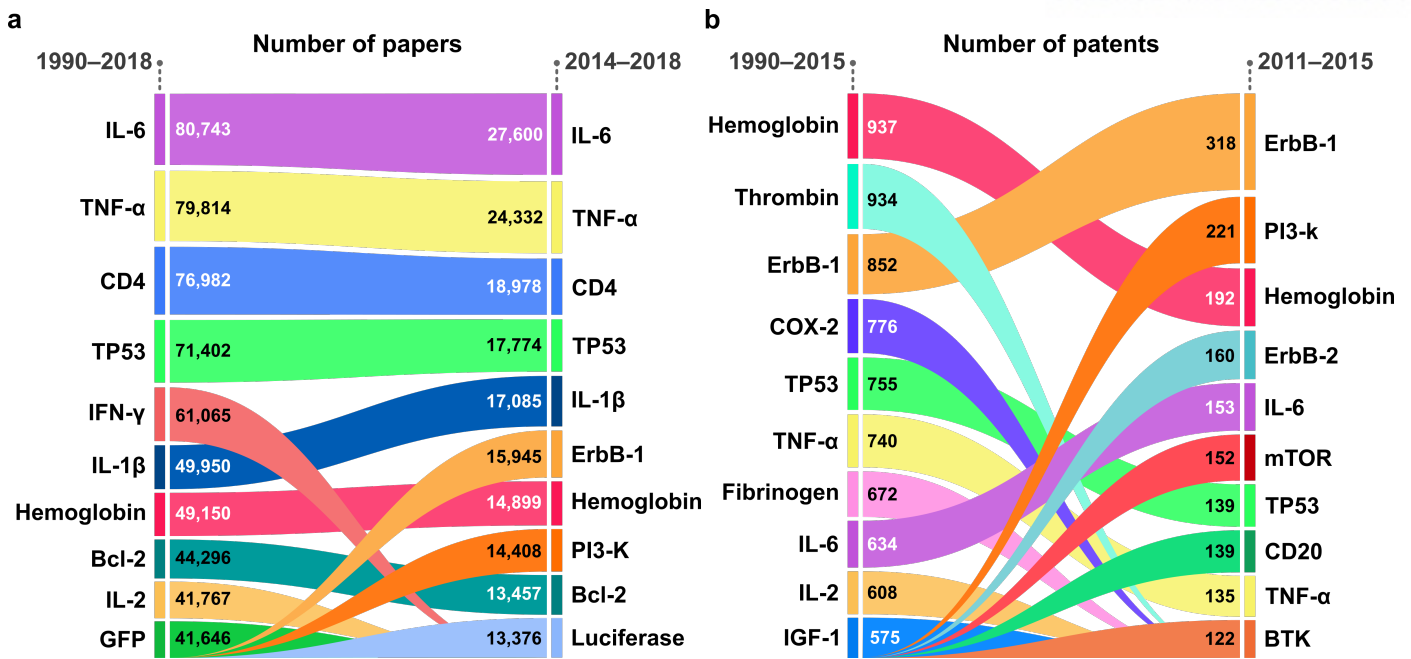 a
Number of papers
1990–2018
2014–2018
IL-6 80,743 27,600 IL-6
TNF-α 79,814 24,332 TNF-α
CD4 76,982 18,978 CD4
TP53 71,402 17,774 TP53
IFN-γ 61,065 17,085 IL-1β
IL-1β 49,950 15,945 ErbB-1
Hemoglobin 49,150 14,899 Hemoglobin
Bcl-2 44,296 14,408 PI3-K
IL-2 41,767 13,457 Bcl-2
GFP 41,646 13,376 Luciferase
b
Number of patents
1990–2015
2011–2015
Hemoglobin 937 318 ErbB-1
Thrombin 934 221 PI3-k
ErbB-1 852 192 Hemoglobin
COX-2 776 160 ErbB-2
TP53 755 153 IL-6
TNF-α 740 152 mTOR
Fibrinogen 672 139 TP53
IL-6 634 139 CD20
IL-2 608 135 TNF-α
IGF-1 575 122 BTK